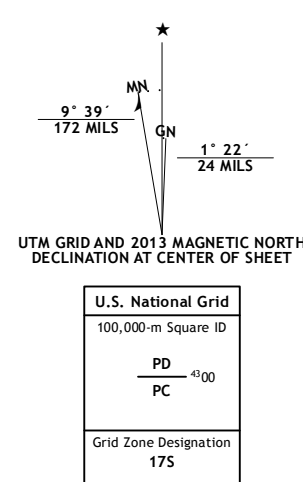 ★
MN
9° 39´
172 MILS
GN
1° 22´
24 MILS
UTM GRID AND 2013 MAGNETIC NORTH
DECLINATION AT CENTER OF SHEET
U.S. National Grid
100,000-m Square ID
PD
4300
PC
Grid Zone Designation
17S